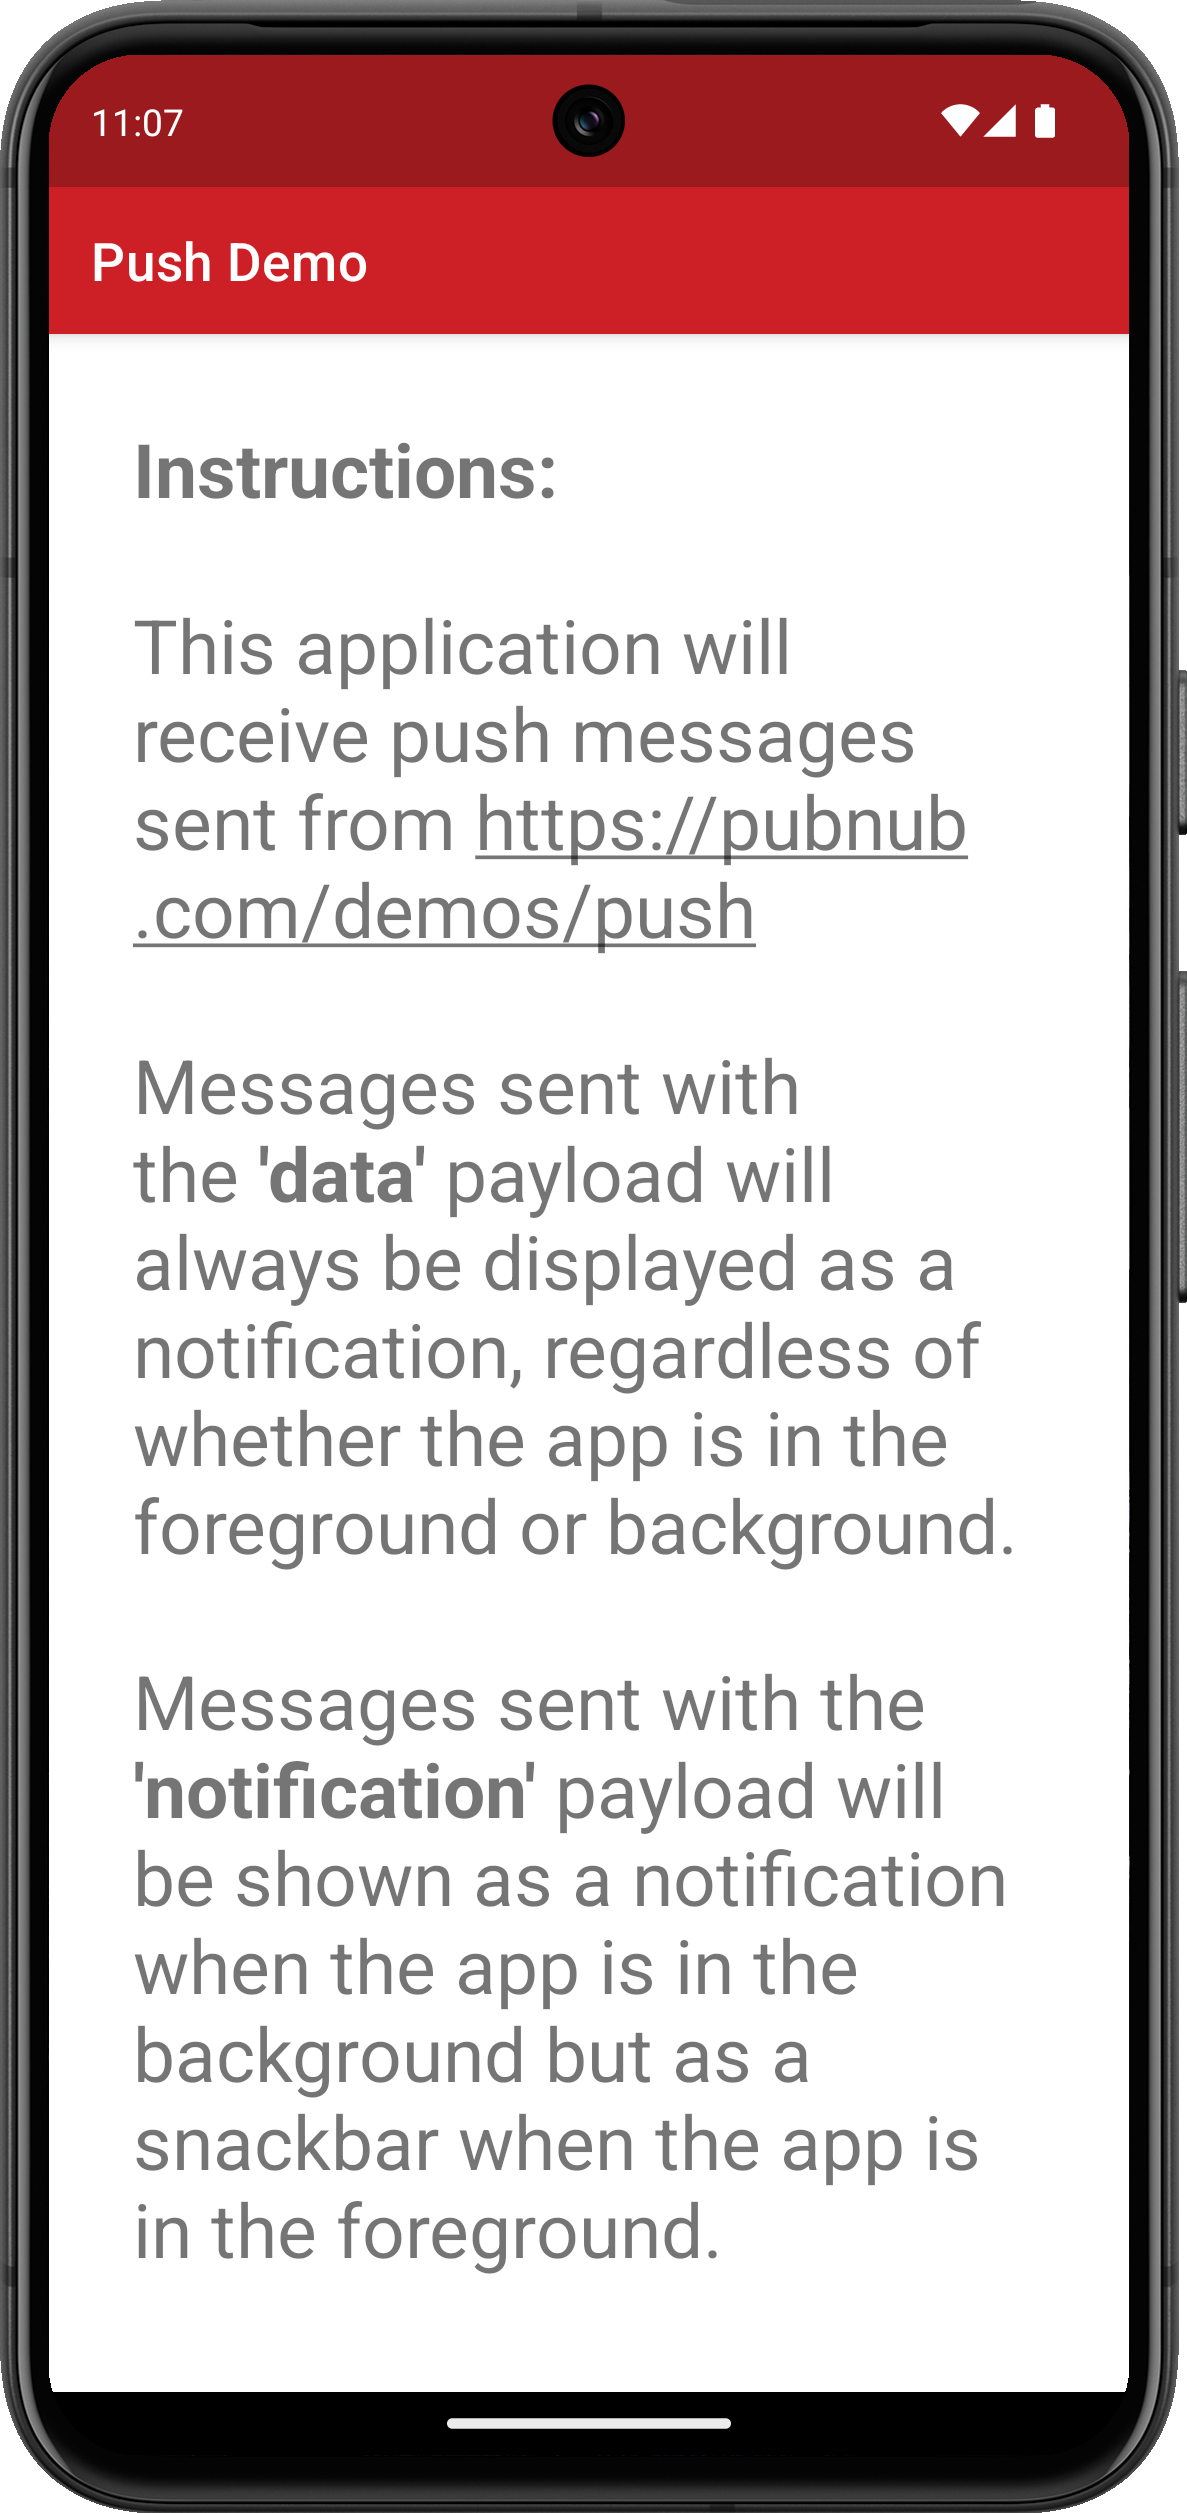 11:07
Push Demo
Instructions:
This application will
receive push messages
sent from https://pubnub
.com/demos/push
Messages sent with
the 'data' payload will
always be displayed as a
notification, regardless of
whether the app is in the
foreground or background.
Messages sent with the
'notification' payload will
be shown as a notification
when the app is in the
background but as a
snackbar when the app is
in the foreground.